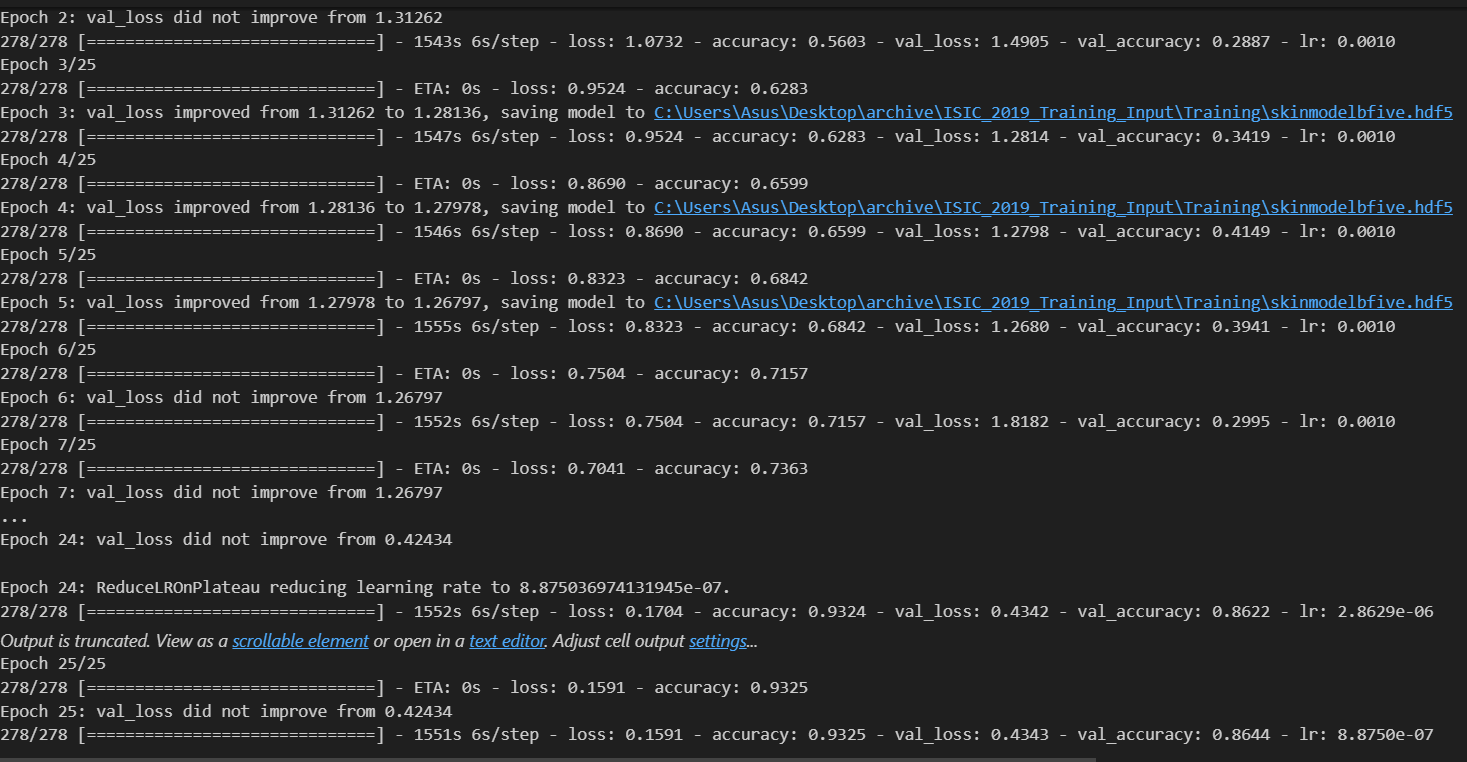 Epoch 2: val_loss did not improve from 1.31262
278/278 [==============================] - 1543s 6s/step - loss: 1.0732 - accuracy: 0.5603 - val_loss: 1.4905 - val_accuracy: 0.2887 - lr: 0.0010
Epoch 3/25
278/278 [==============================] - ETA: 0s - loss: 0.9524 - accuracy: 0.6283
Epoch 3: val_loss improved from 1.31262 to 1.28136, saving model to C:\Users\Asus\Desktop\archive\ISIC_2019_Training_Input\Training\skinmodelbfive.hdf5
278/278 [==============================] - 1547s 6s/step - loss: 0.9524 - accuracy: 0.6283 - val_loss: 1.2814 - val_accuracy: 0.3419 - lr: 0.0010
Epoch 4/25
278/278 [==============================] - ETA: 0s - loss: 0.8690 - accuracy: 0.6599
Epoch 4: val_loss improved from 1.28136 to 1.27978, saving model to C:\Users\Asus\Desktop\archive\ISIC_2019_Training_Input\Training\skinmodelbfive.hdf5
278/278 [==============================] - 1546s 6s/step - loss: 0.8690 - accuracy: 0.6599 - val_loss: 1.2798 - val_accuracy: 0.4149 - lr: 0.0010
Epoch 5/25
278/278 [==============================] - ETA: 0s - loss: 0.8323 - accuracy: 0.6842
Epoch 5: val_loss improved from 1.27978 to 1.26797, saving model to C:\Users\Asus\Desktop\archive\ISIC_2019_Training_Input\Training\skinmodelbfive.hdf5
278/278 [==============================] - 1555s 6s/step - loss: 0.8323 - accuracy: 0.6842 - val_loss: 1.2680 - val_accuracy: 0.3941 - lr: 0.0010
Epoch 6/25
278/278 [==============================] - ETA: 0s - loss: 0.7504 - accuracy: 0.7157
Epoch 6: val_loss did not improve from 1.26797
278/278 [==============================] - 1552s 6s/step - loss: 0.7504 - accuracy: 0.7157 - val_loss: 1.8182 - val_accuracy: 0.2995 - lr: 0.0010
Epoch 7/25
278/278 [==============================] - ETA: 0s - loss: 0.7041 - accuracy: 0.7363
Epoch 7: val_loss did not improve from 1.26797
...
Epoch 24: val_loss did not improve from 0.42434
Epoch 24: ReduceLROnPlateau reducing learning rate to 8.875036974131945e-07.
278/278 [==============================] - 1552s 6s/step - loss: 0.1704 - accuracy: 0.9324 - val_loss: 0.4342 - val_accuracy: 0.8622 - lr: 2.8629e-06
Output is truncated. View as a scrollable element or open in a text editor. Adjust cell output settings...
Epoch 25/25
278/278 [==============================] - ETA: 0s - loss: 0.1591 - accuracy: 0.9325
Epoch 25: val_loss did not improve from 0.42434
278/278 [==============================] - 1551s 6s/step - loss: 0.1591 - accuracy: 0.9325 - val_loss: 0.4343 - val_accuracy: 0.8644 - lr: 8.8750e-07